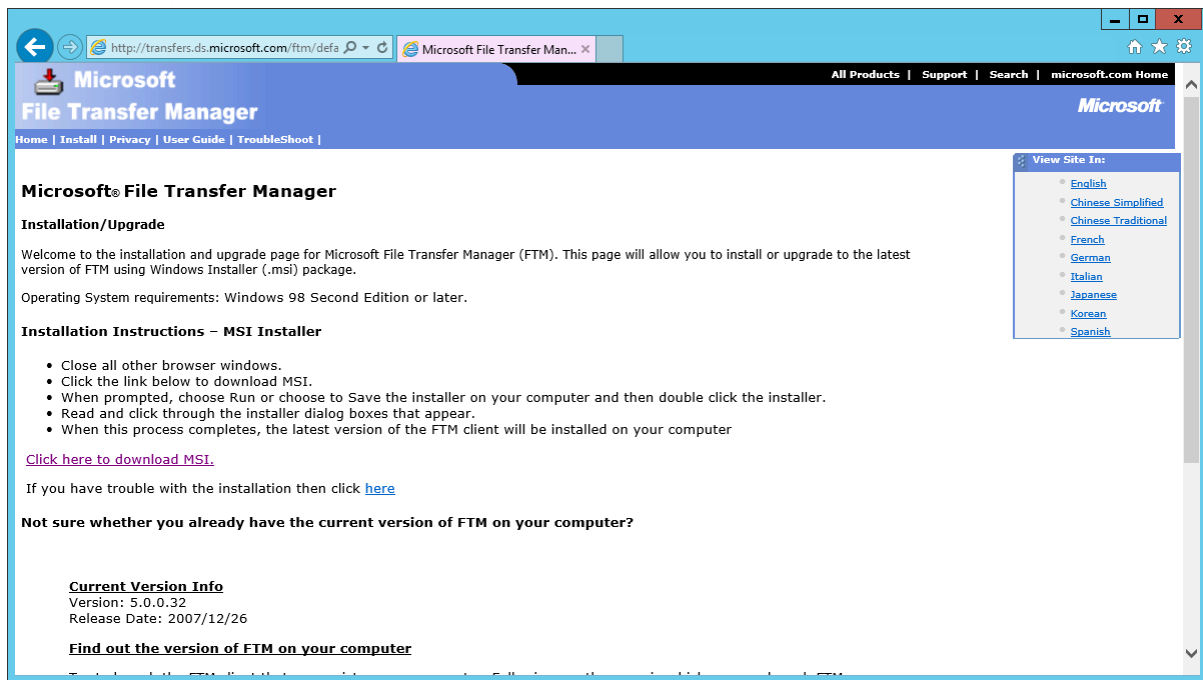 http://transfers.ds.microsoft.com/ftm/defa
Microsoft File Transfer Man...
Microsoft
File Transfer Manager
All Products | Support | Search | microsoft.com Home
Microsoft
Home | Install | Privacy | User Guide | TroubleShoot |
View Site In:
English
Chinese Simplified
Chinese Traditional
French
German
Italian
Japanese
Korean
Spanish
Microsoft® File Transfer Manager
Installation/Upgrade
Welcome to the installation and upgrade page for Microsoft File Transfer Manager (FTM). This page will allow you to install or upgrade to the latest
version of FTM using Windows Installer (.msi) package.
Operating System requirements: Windows 98 Second Edition or later.
Installation Instructions – MSI Installer
• Close all other browser windows.
• Click the link below to download MSI.
• When prompted, choose Run or choose to Save the installer on your computer and then double click the installer.
• Read and click through the installer dialog boxes that appear.
• When this process completes, the latest version of the FTM client will be installed on your computer
Click here to download MSI.
If you have trouble with the installation then click here
Not sure whether you already have the current version of FTM on your computer?
Current Version Info
Version: 5.0.0.32
Release Date: 2007/12/26
Find out the version of FTM on your computer